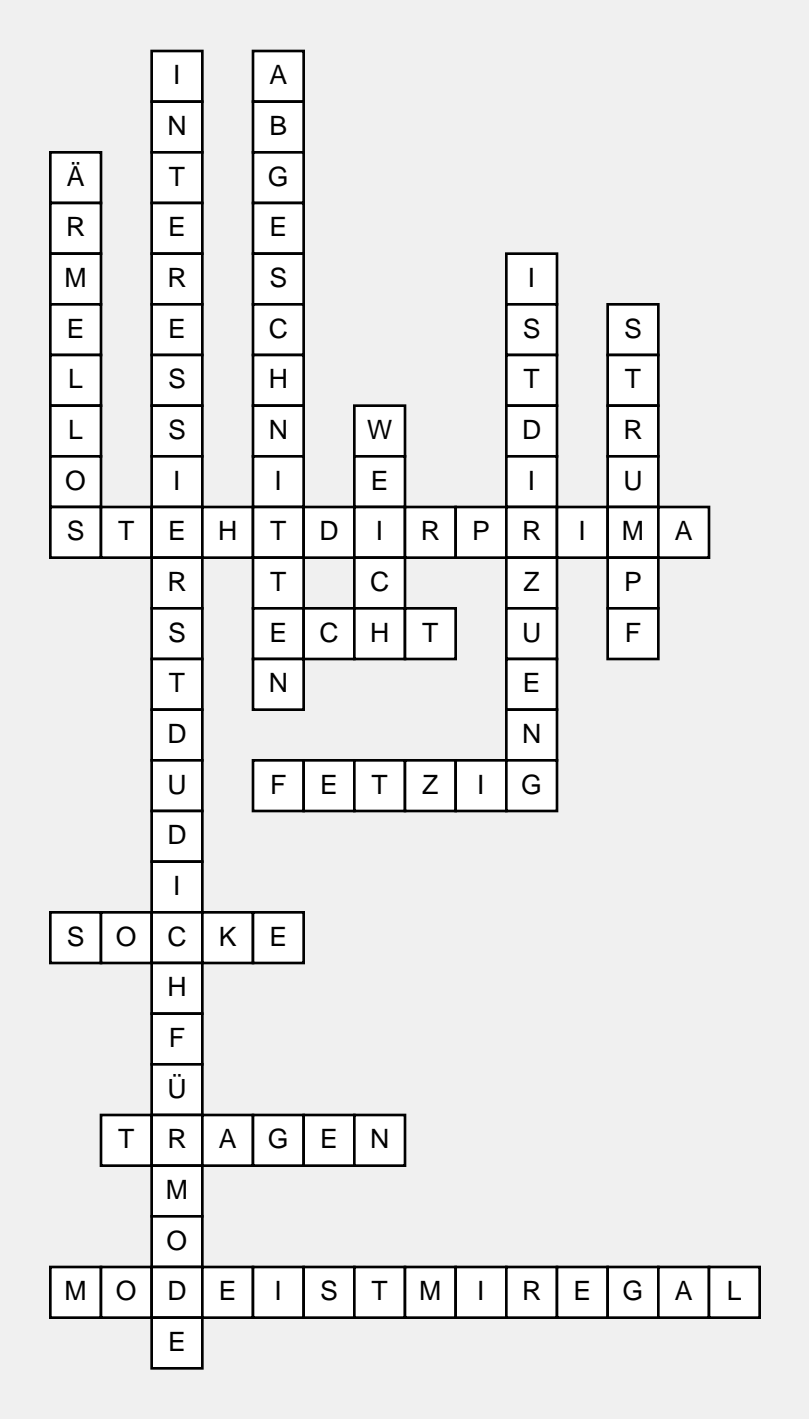 INTERESSIERSTDUDICHFÜRMODE
ABGESCHNITTEN
ÄRMELLOS
ISTDIRZUENG
STRUMPF
WEICH
STEHTDIRPRIMA
ECHT
FETZIG
SOCKE
TRAGEN
MODEISTMIREGAL